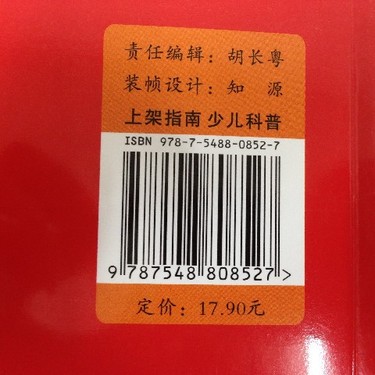 责任编辑：胡长粤
装帧设计：知　源
上架指南 少儿科普
ISBN 978-7-5488-0852-7
9 787548 808527>
定价：17.90元